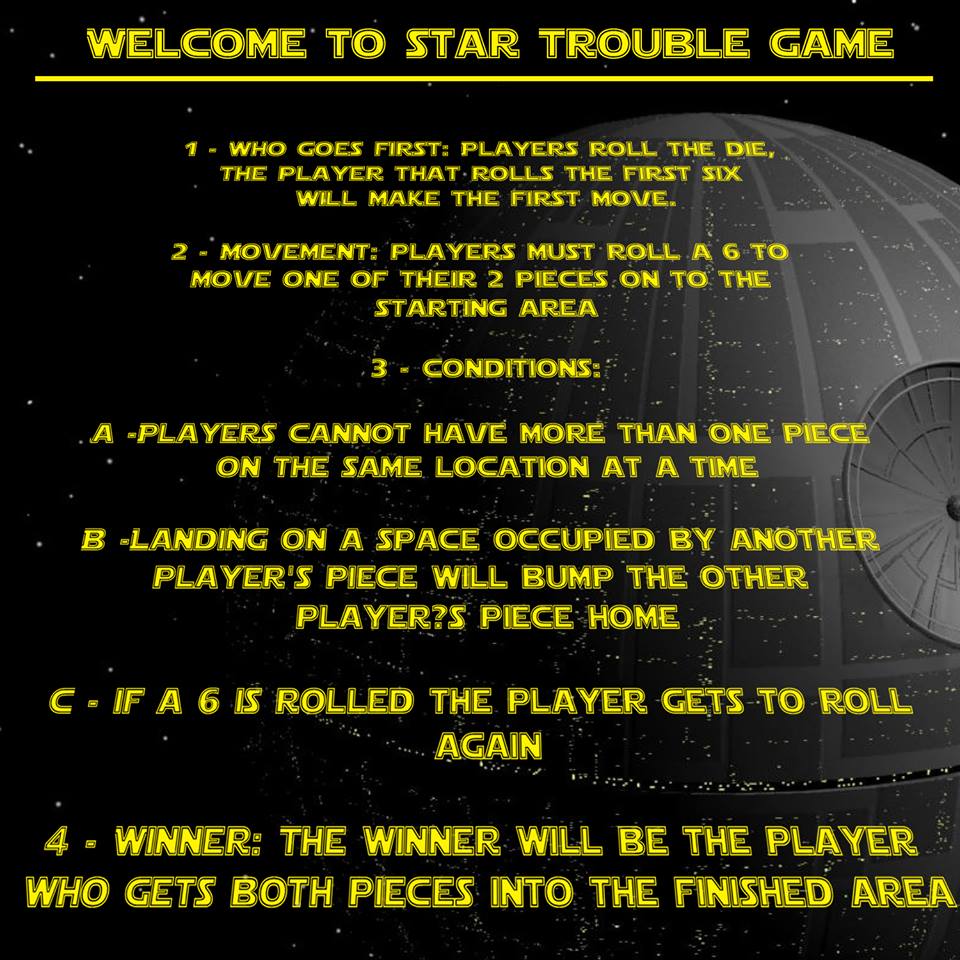 WELCOME TO STAR TROUBLE GAME
1 - WHO GOES FIRST: PLAYERS ROLL THE DIE,
THE PLAYER THAT ROLLS THE FIRST SIX
WILL MAKE THE FIRST MOVE.
2 - MOVEMENT: PLAYERS MUST ROLL A 6 TO
MOVE ONE OF THEIR 2 PIECES ON TO THE
STARTING AREA
3 - CONDITIONS:
A -PLAYERS CANNOT HAVE MORE THAN ONE PIECE
ON THE SAME LOCATION AT A TIME
B -LANDING ON A SPACE OCCUPIED BY ANOTHER
PLAYER'S PIECE WILL BUMP THE OTHER
PLAYER?S PIECE HOME
C - IF A 6 IS ROLLED THE PLAYER GETS TO ROLL
AGAIN
4 - WINNER: THE WINNER WILL BE THE PLAYER
WHO GETS BOTH PIECES INTO THE FINISHED AREA